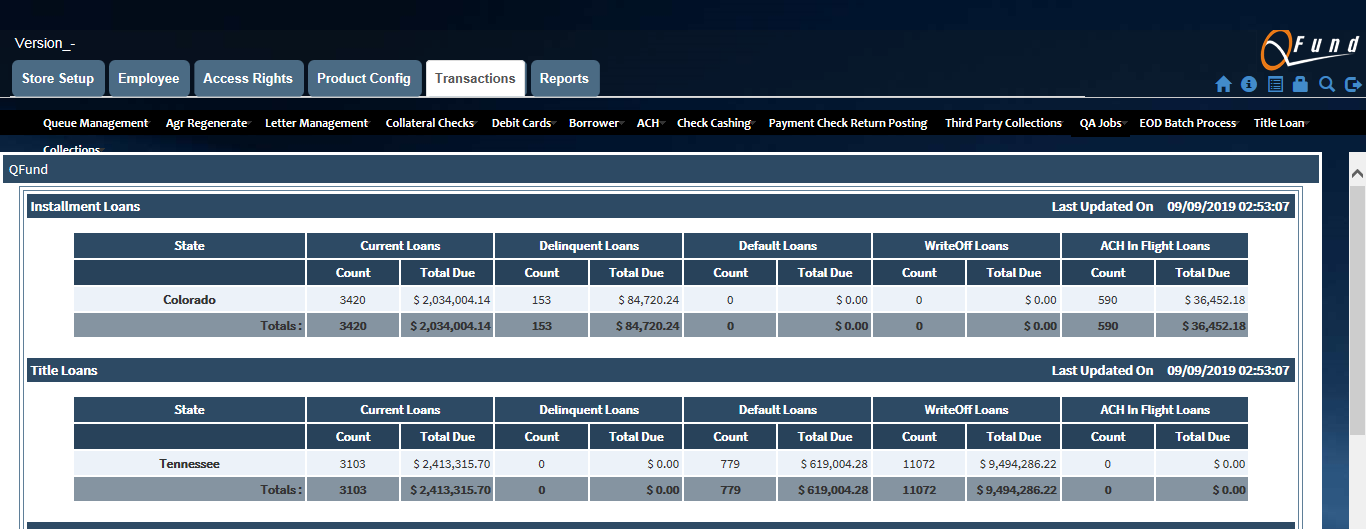 Version_-
QFund
Store Setup Employee Access Rights Product Config Transactions Reports
Queue Management Agr Regenerate Letter Management Collateral Checks Debit Cards Borrower ACH Check Cashing Payment Check Return Posting Third Party Collections QA Jobs EOD Batch Process Title Loan
Collections
QFund
Installment Loans Last Updated On 09/09/2019 02:53:07
State Current Loans Delinquent Loans Default Loans WriteOff Loans ACH In Flight Loans
Count Total Due Count Total Due Count Total Due Count Total Due Count Total Due
Colorado 3420 $ 2,034,004.14 153 $ 84,720.24 0 $ 0.00 0 $ 0.00 590 $ 36,452.18
Totals: 3420 $ 2,034,004.14 153 $ 84,720.24 0 $ 0.00 0 $ 0.00 590 $ 36,452.18
Title Loans Last Updated On 09/09/2019 02:53:07
State Current Loans Delinquent Loans Default Loans WriteOff Loans ACH In Flight Loans
Count Total Due Count Total Due Count Total Due Count Total Due Count Total Due
Tennessee 3103 $ 2,413,315.70 0 $ 0.00 779 $ 619,004.28 11072 $ 9,494,286.22 0 $ 0.00
Totals: 3103 $ 2,413,315.70 0 $ 0.00 779 $ 619,004.28 11072 $ 9,494,286.22 0 $ 0.00